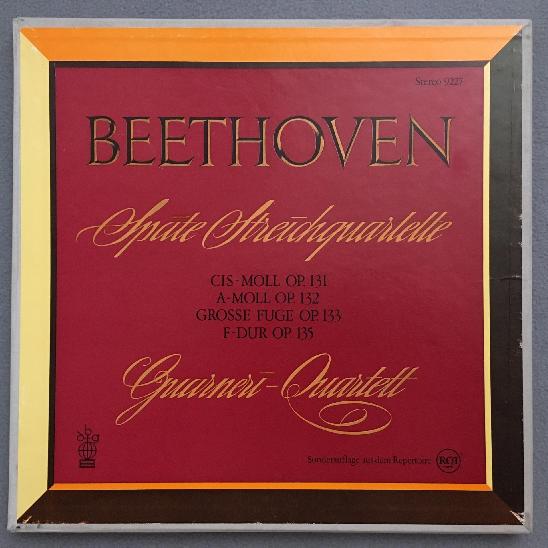 Stereo 9227
BEETHOVEN
Späte Streichquartette
CIS-MOLL OP. 131
A-MOLL OP. 132
GROSSE FUGE OP. 133
F-DUR OP. 135
Guarneri-Quartett
Sonderauflage aus dem Repertoire RCA